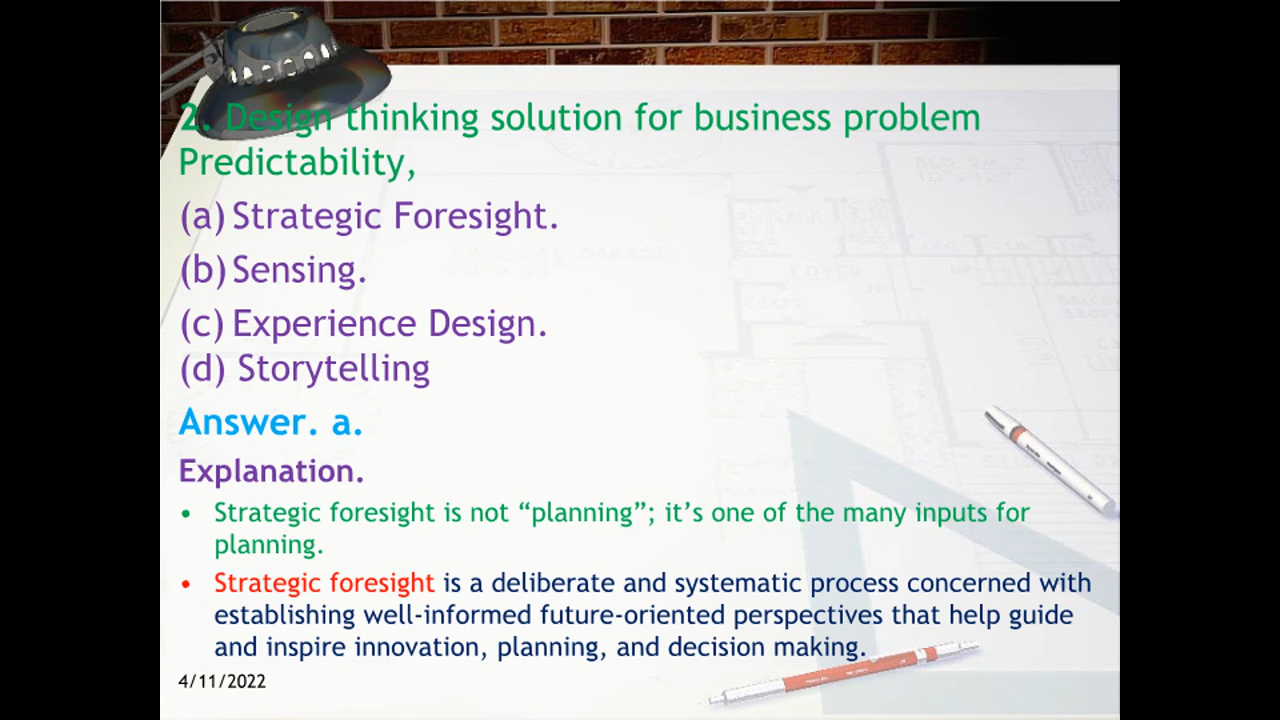 2. Design thinking solution for business problem
Predictability,
(a) Strategic Foresight.
(b) Sensing.
(c) Experience Design.
(d) Storytelling
Answer. a.
Explanation.
• Strategic foresight is not “planning”; it’s one of the many inputs for
planning.
• Strategic foresight is a deliberate and systematic process concerned with
establishing well-informed future-oriented perspectives that help guide
and inspire innovation, planning, and decision making.
4/11/2022